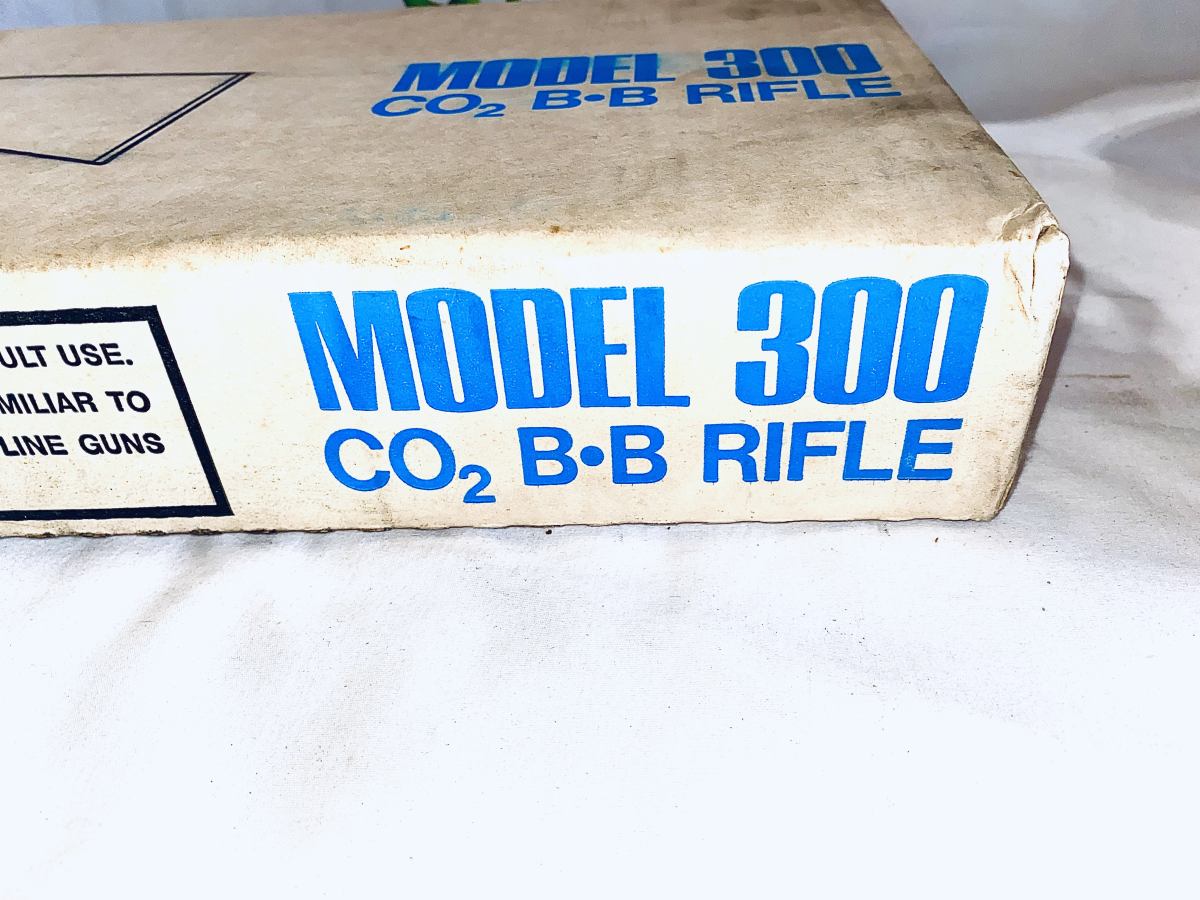 MODEL 300
CO₂ B•B RIFLE
ULT USE.
MILIAR TO
LINE GUNS
MODEL 300
CO₂ B•B RIFLE